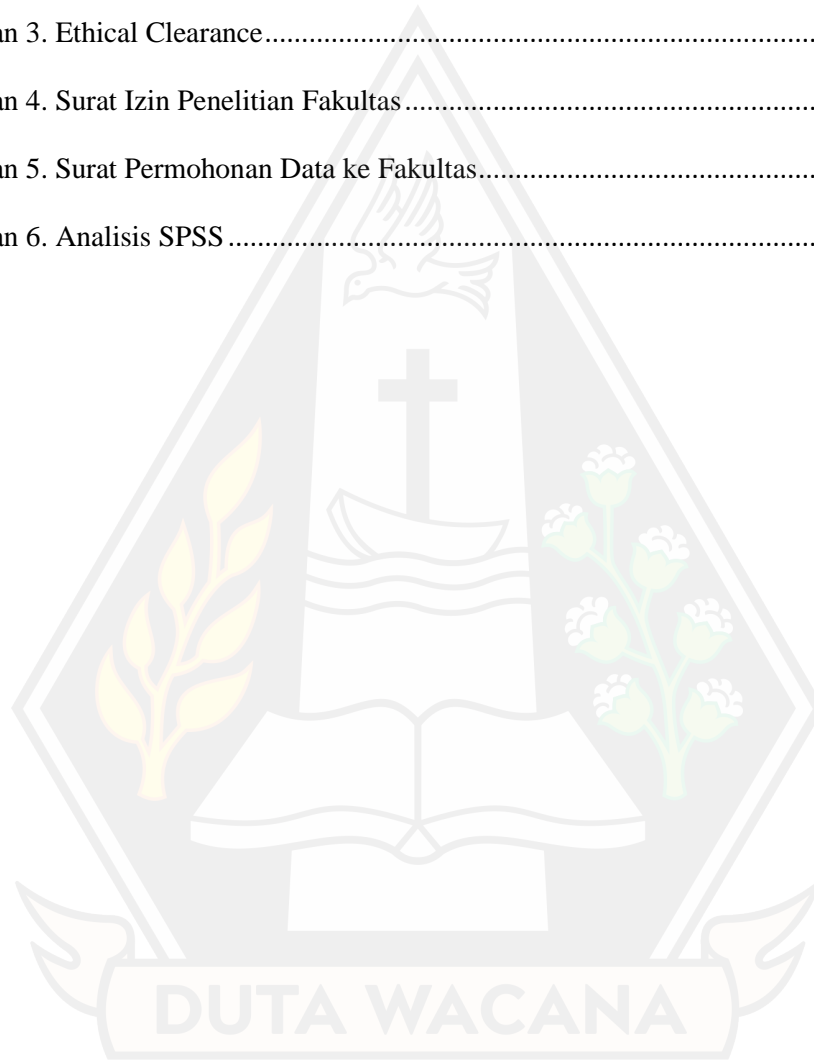 an 3. Ethical Clearance................................................................................
an 4. Surat Izin Penelitian Fakultas.............................................................
an 5. Surat Permohonan Data ke Fakultas...................................................
an 6. Analisis SPSS.....................................................................................
DUTA WACANA